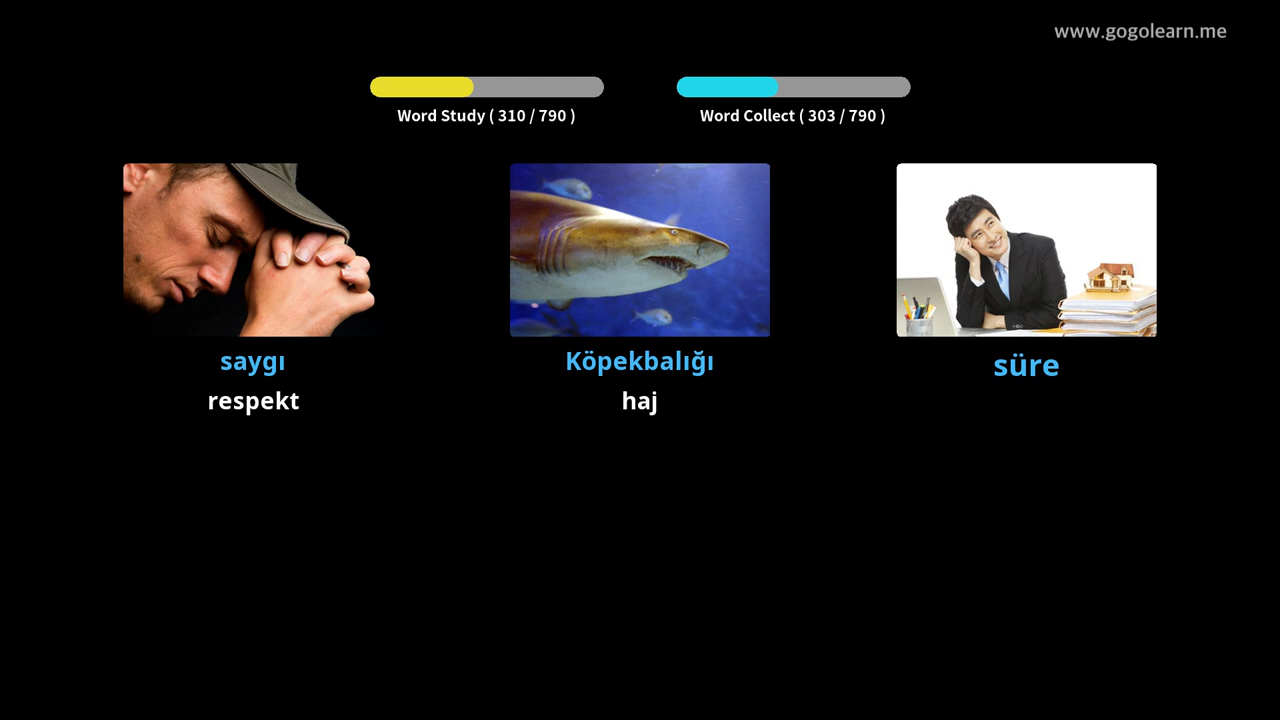 www.gogolearn.me
Word Study ( 310 / 790 )
Word Collect ( 303 / 790 )
saygı
respekt
Köpekbalığı
haj
süre